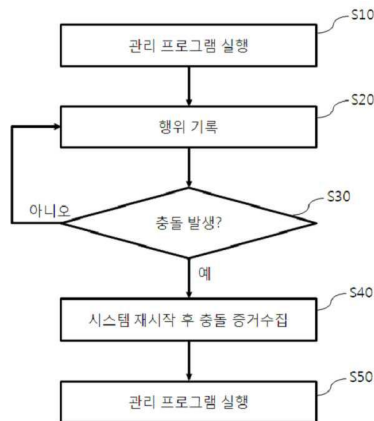 S10
관리 프로그램 실행
S20
행위 기록
S30
충돌 발생?
아니오
예
S40
시스템 재시작 후 충돌 증거수집
S50
관리 프로그램 실행